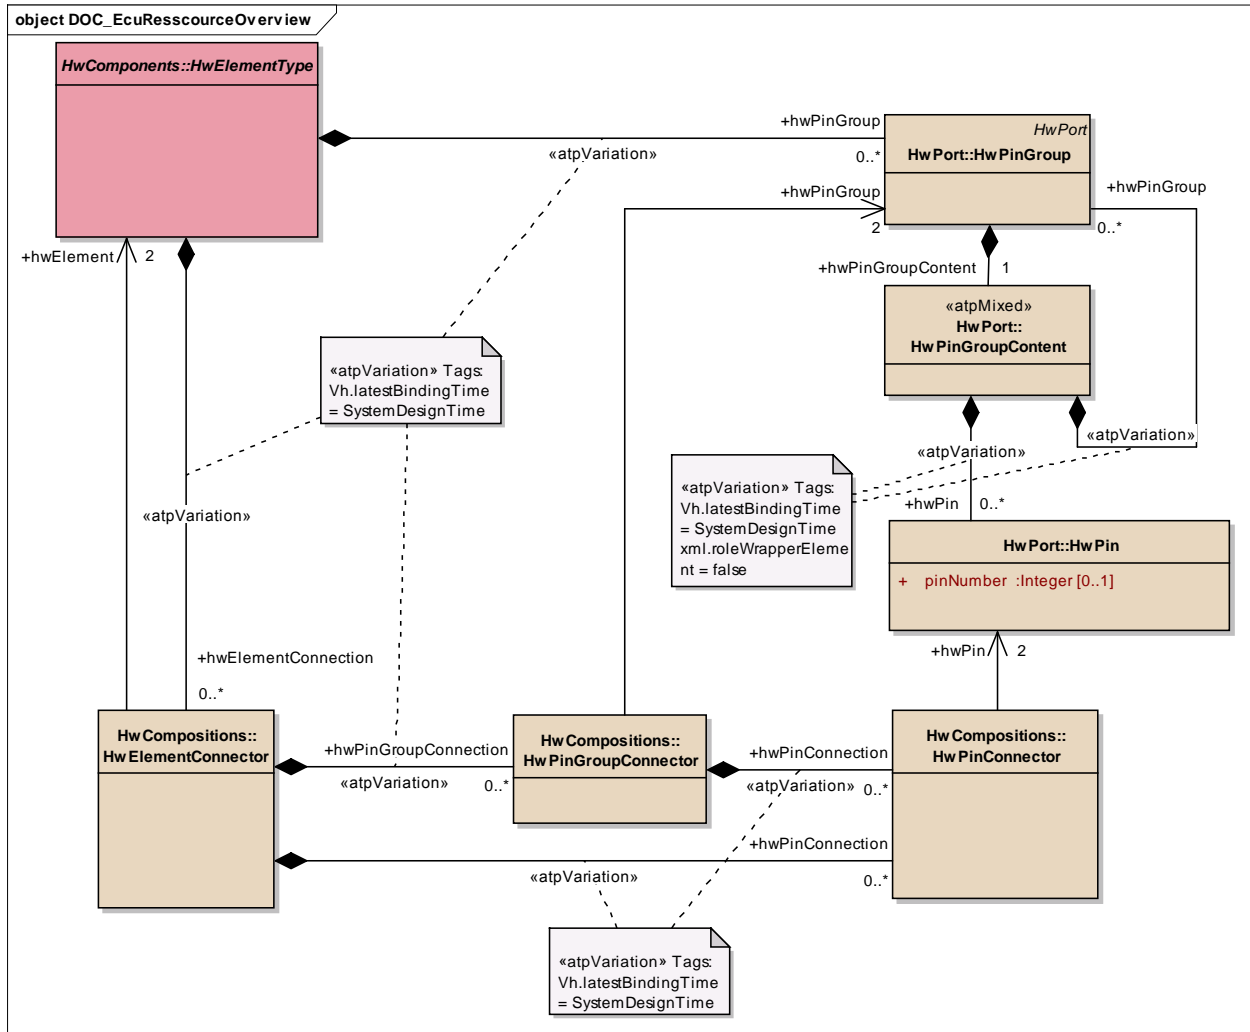 object DOC_EcuResscourceOverview
HwComponents::HwElementType
HwPort
HwPort::HwPinGroup
+hwPinGroup
0..*
«atpVariation»
+hwPinGroup
2
+hwPinGroup
0..*
+hwElement
2
+hwPinGroupContent
1
«atpMixed»
HwPort::
HwPinGroupContent
«atpVariation» Tags:
Vh.latestBindingTime
= SystemDesignTime
«atpVariation»
«atpVariation»
«atpVariation» Tags:
Vh.latestBindingTime
= SystemDesignTime
xml.roleWrapperEleme
nt = false
+hwPin
0..*
«atpVariation»
HwPort::HwPin
+ pinNumber :Integer [0..1]
+hwPin
2
+hwElementConnection
0..*
HwCompositions::
HwElementConnector
+hwPinGroupConnection
«atpVariation»
0..*
HwCompositions::
HwPinGroupConnector
+hwPinConnection
«atpVariation»
0..*
HwCompositions::
HwPinConnector
+hwPinConnection
«atpVariation»
0..*
«atpVariation» Tags:
Vh.latestBindingTime
= SystemDesignTime